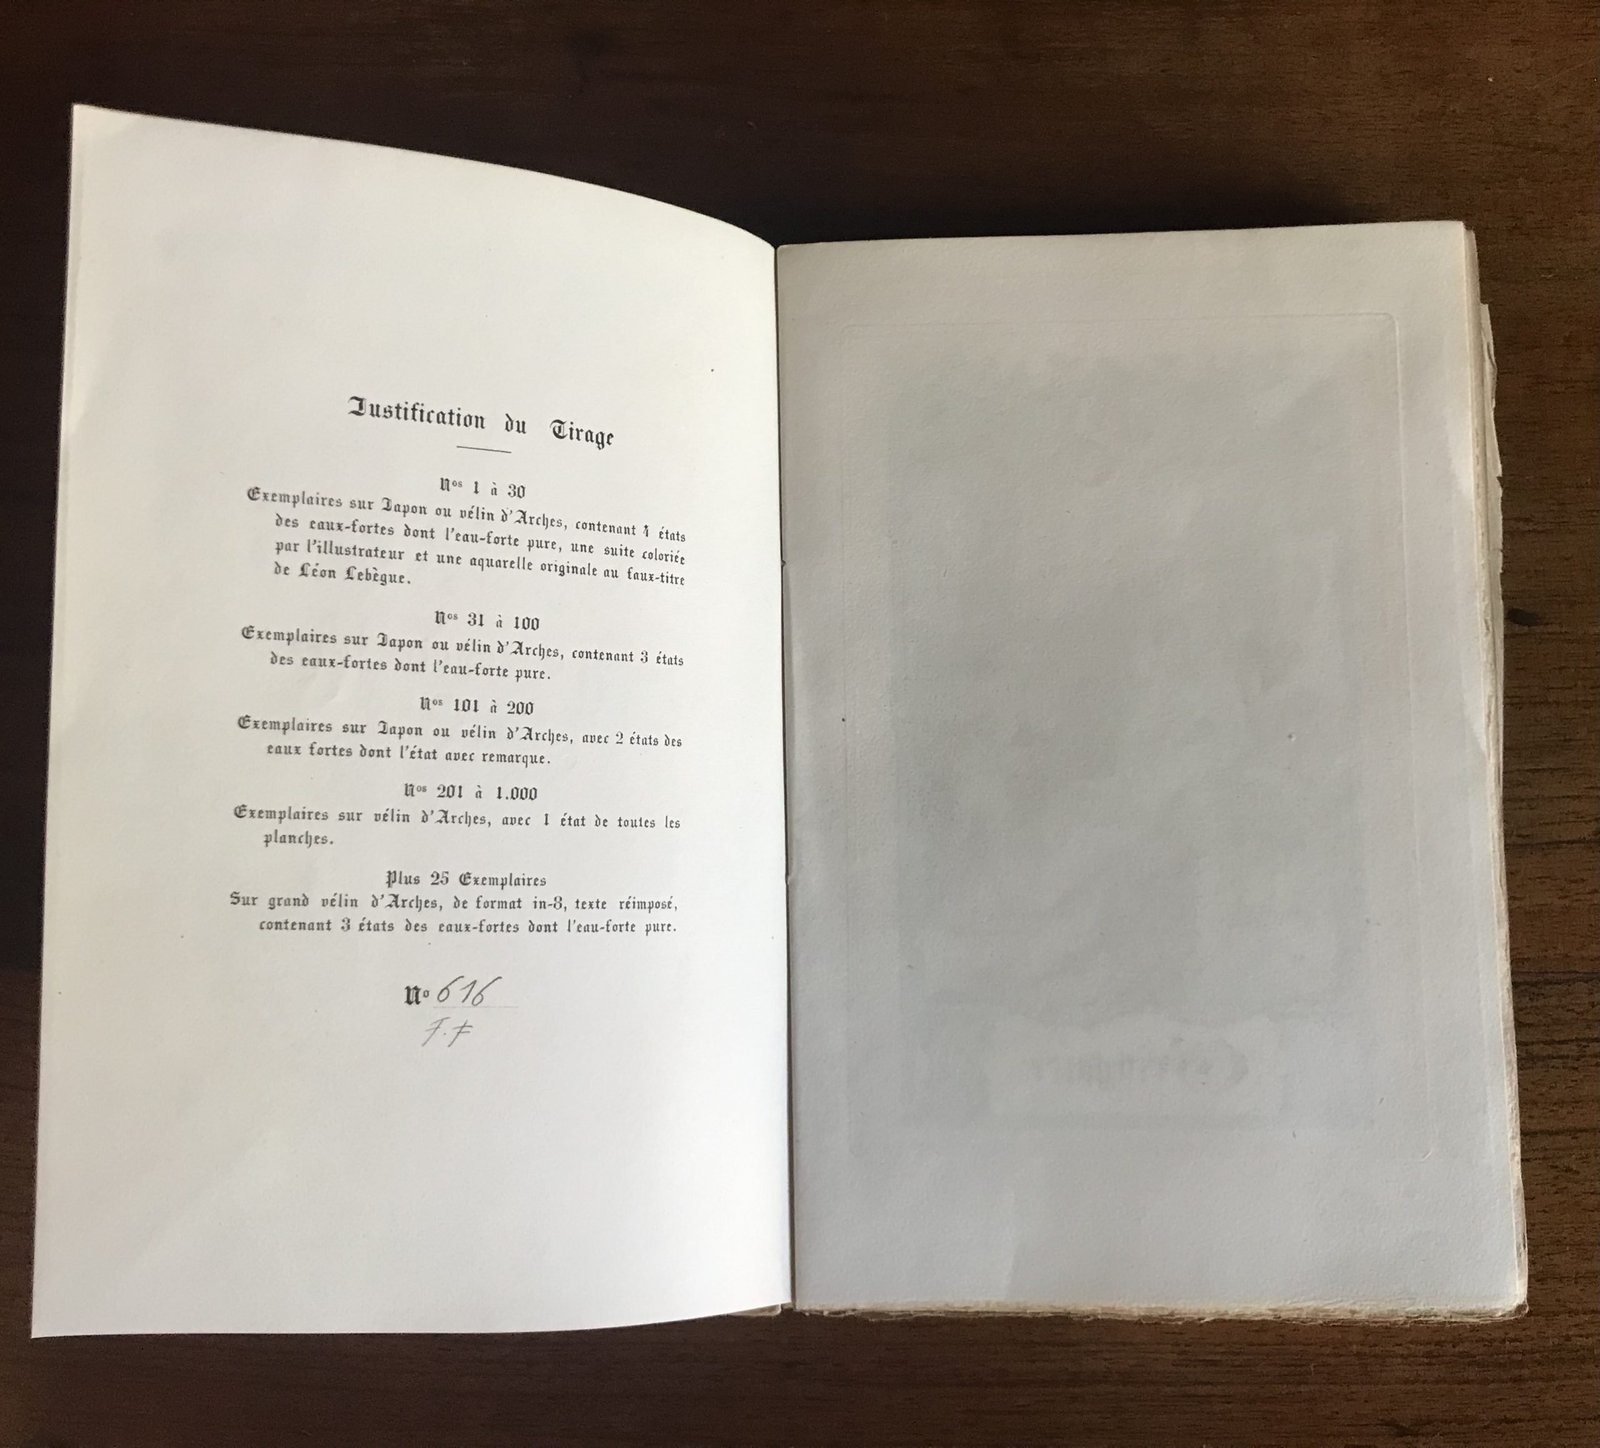 Justification du Tirage
Nos 1 à 30
Exemplaires sur Japon ou vélin d'Arches, contenant 4 états
des eaux-fortes dont l'eau-forte pure, une suite coloriée
par l'illustrateur et une aquarelle originale au faux-titre
de Léon Lebègue.
Nos 31 à 100
Exemplaires sur Japon ou vélin d'Arches, contenant 3 états
des eaux-fortes dont l'eau-forte pure.
Nos 101 à 200
Exemplaires sur Japon ou vélin d'Arches, avec 2 états des
eaux fortes dont l'état avec remarque.
Nos 201 à 1.000
Exemplaires sur vélin d'Arches, avec 1 état de toutes les
planches.
Plus 25 Exemplaires
Sur grand vélin d'Arches, de format in-8, texte réimposé,
contenant 3 états des eaux-fortes dont l'eau-forte pure.
No 616
F.F